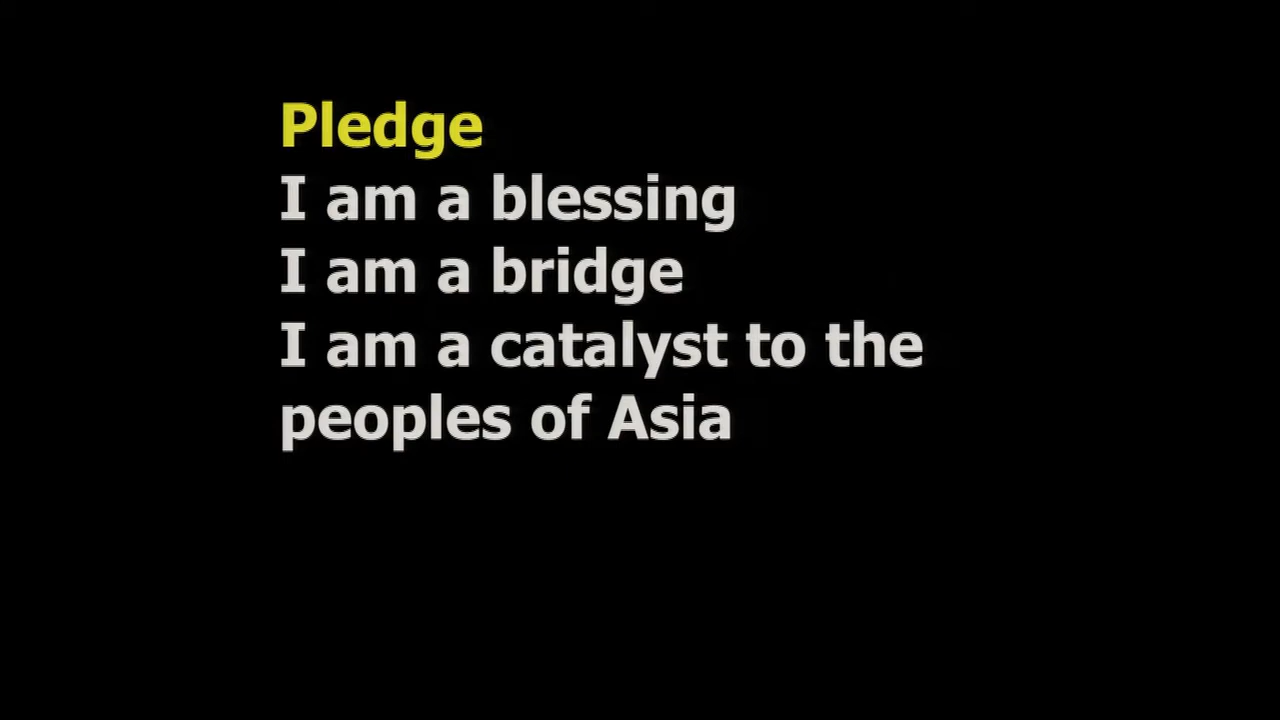 Pledge
I am a blessing
I am a bridge
I am a catalyst to the
peoples of Asia